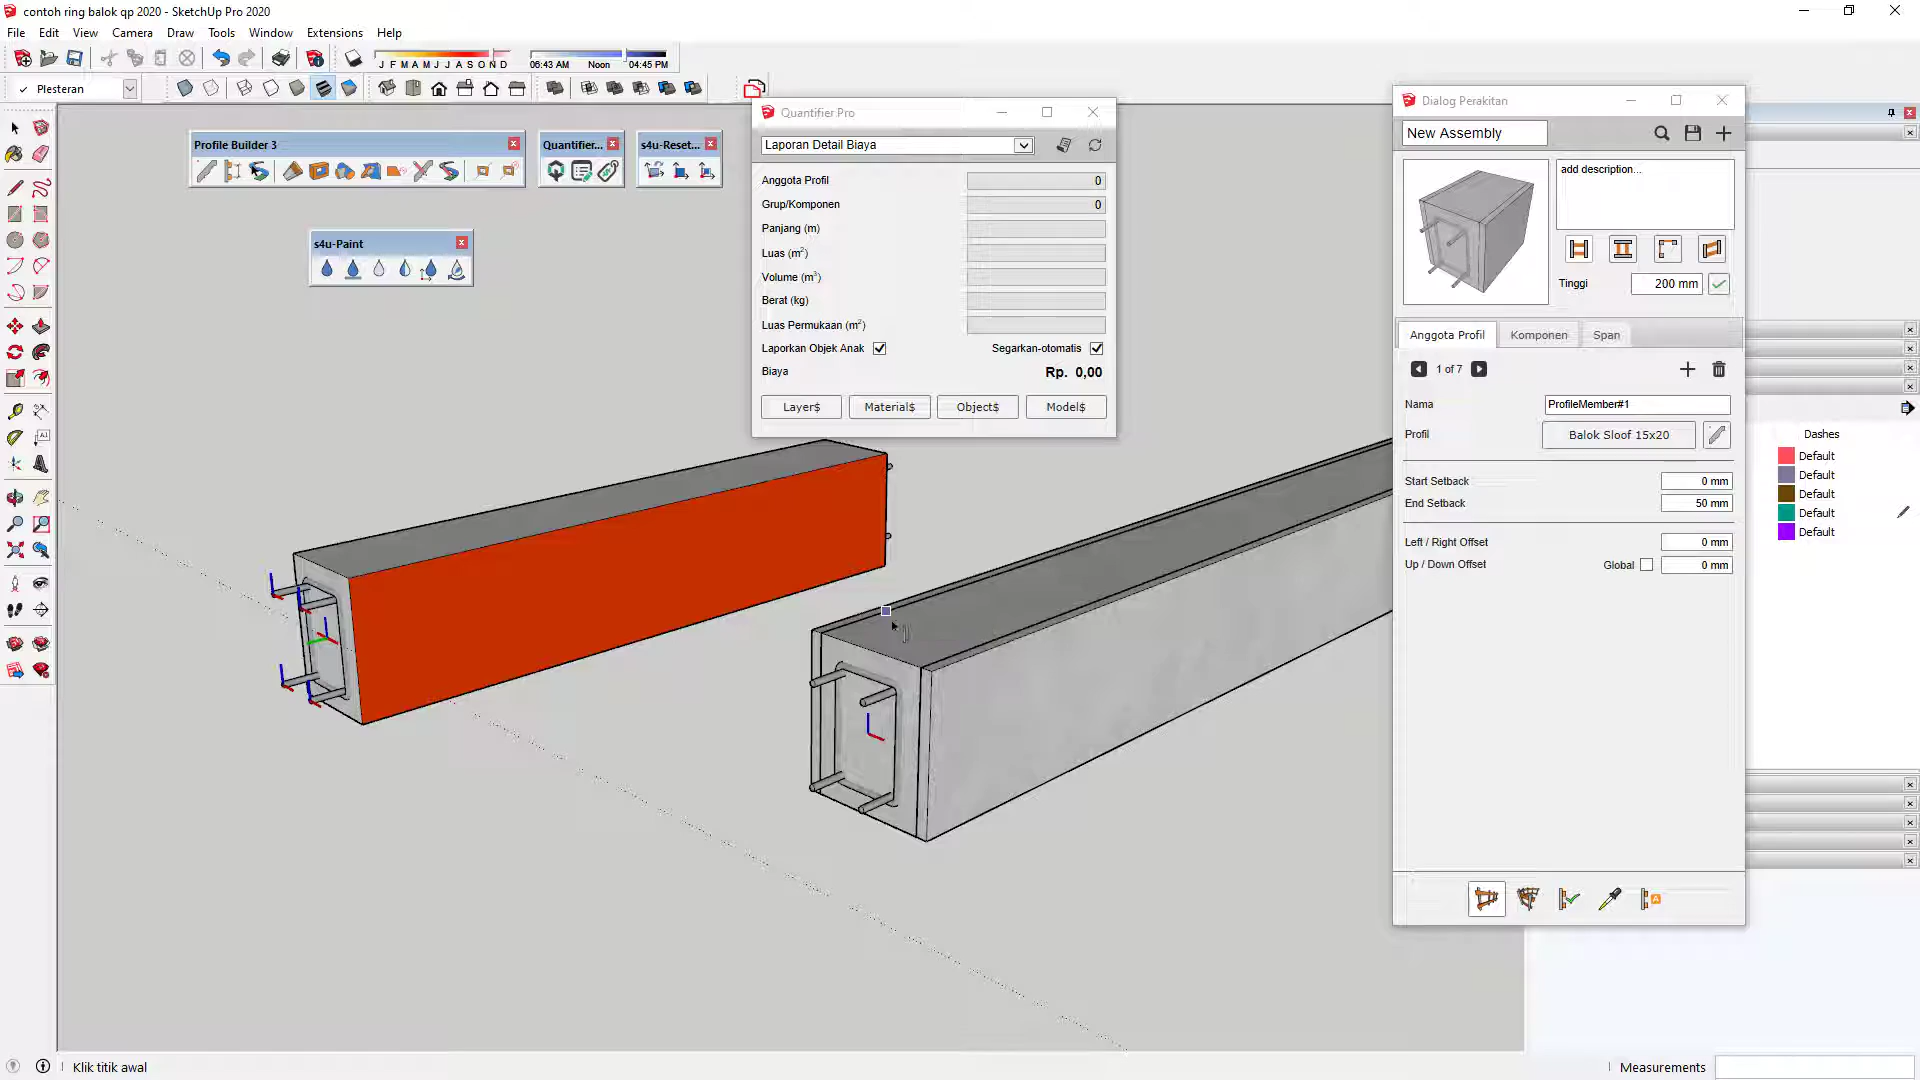 contoh ring balok qp 2020 - SketchUp Pro 2020
File Edit View Camera Draw Tools Window Extensions Help
J F M A M J J A S O N D
06:43 AM Noon 04:45 PM
Plesteran
Profile Builder 3
Quantifier...
s4u-Reset...
s4u-Paint
Quantifier Pro
Laporan Detail Biaya
Anggota Profil 0
Grup/Komponen 0
Panjang (m)
Luas (m²)
Volume (m³)
Berat (kg)
Luas Permukaan (m²)
Laporkan Objek Anak Segarkan-otomatis
Biaya Rp. 0,00
Layer$ Material$ Object$ Model$
Dialog Perakitan
New Assembly
add description...
Tinggi 200 mm
Anggota Profil Komponen Span
1 of 7
Nama ProfileMember#1
Profil Balok Sloof 15x20
Start Setback 0 mm
End Setback 50 mm
Left / Right Offset 0 mm
Up / Down Offset Global 0 mm
Dashes
Default
Default
Default
Default
Default
Klik titik awal
Measurements